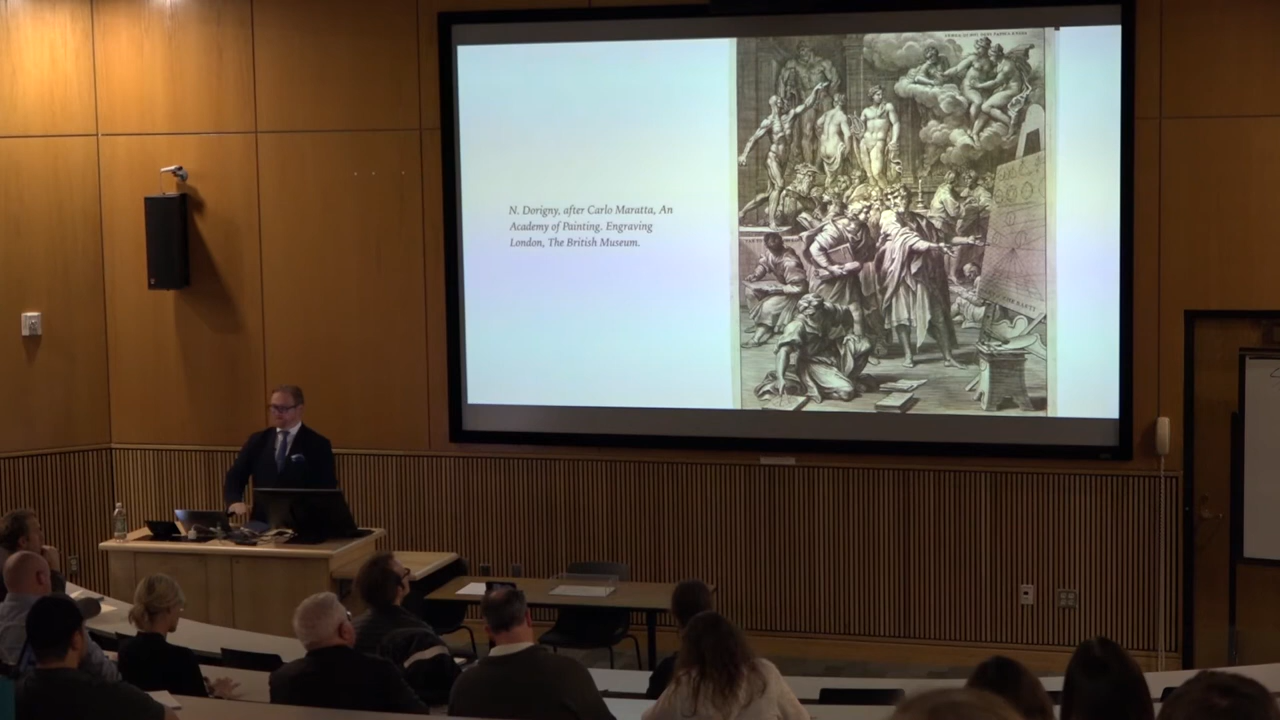 N. Dorigny, after Carlo Maratta, An
Academy of Painting. Engraving
London, The British Museum.